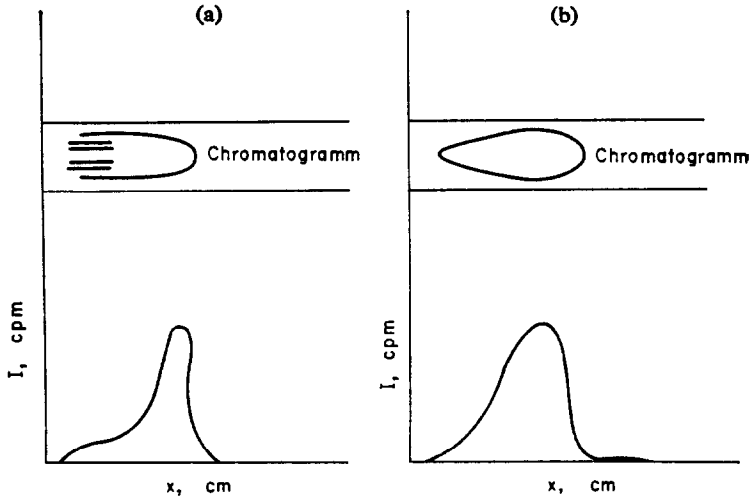 (a)
Chromatogramm
I, cpm
x, cm
(b)
Chromatogramm
I, cpm
x, cm